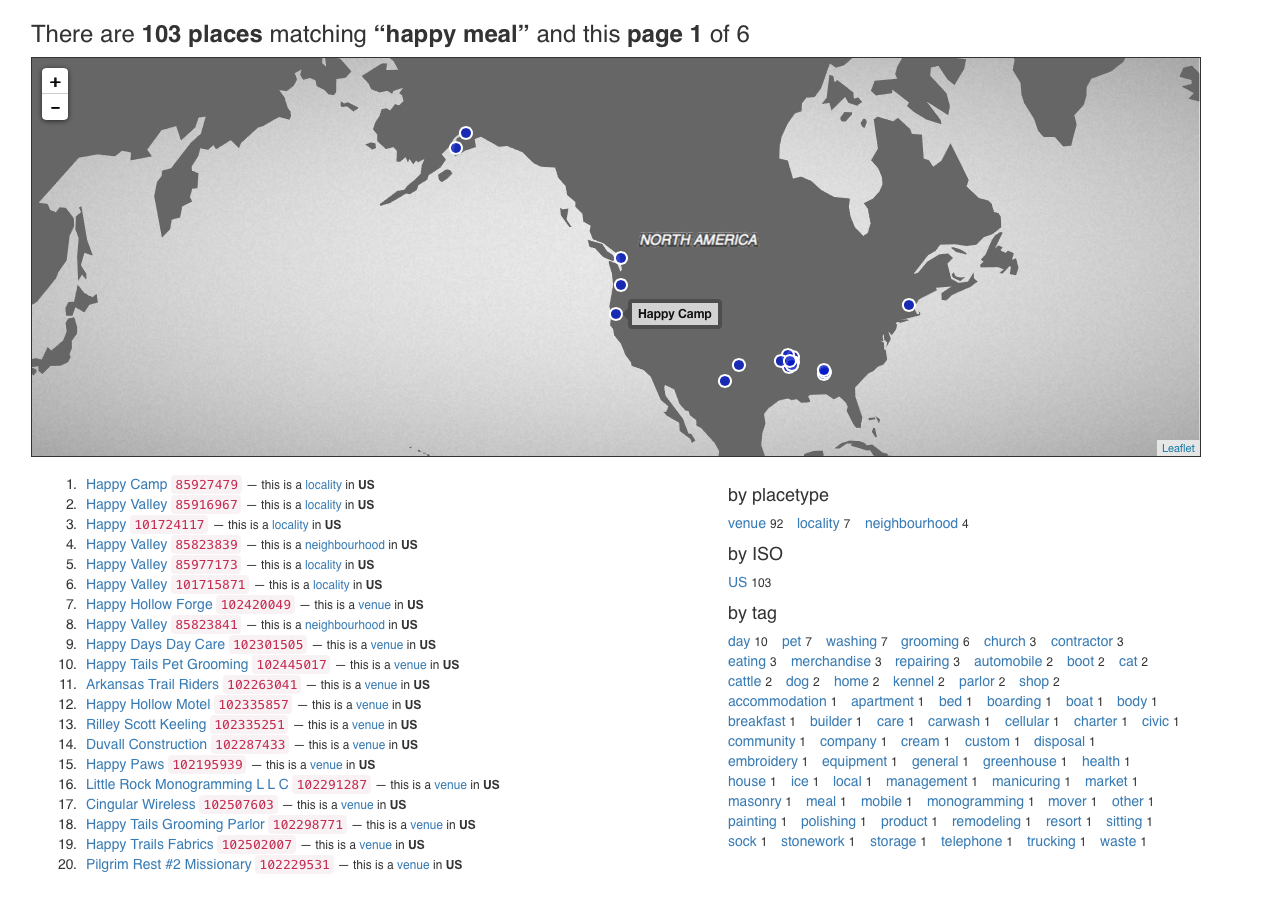 There are 103 places matching “happy meal” and this page 1 of 6
+
−
NORTH AMERICA
Happy Camp
Leaflet
1. Happy Camp 85927479 — this is a locality in US
2. Happy Valley 85916967 — this is a locality in US
3. Happy 101724117 — this is a locality in US
4. Happy Valley 85823839 — this is a neighbourhood in US
5. Happy Valley 85977173 — this is a locality in US
6. Happy Valley 101715871 — this is a locality in US
7. Happy Hollow Forge 102420049 — this is a venue in US
8. Happy Valley 85823841 — this is a neighbourhood in US
9. Happy Days Day Care 102301505 — this is a venue in US
10. Happy Tails Pet Grooming 102445017 — this is a venue in US
11. Arkansas Trail Riders 102263041 — this is a venue in US
12. Happy Hollow Motel 102335857 — this is a venue in US
13. Rilley Scott Keeling 102335251 — this is a venue in US
14. Duvall Construction 102287433 — this is a venue in US
15. Happy Paws 102195939 — this is a venue in US
16. Little Rock Monogramming L L C 102291287 — this is a venue in US
17. Cingular Wireless 102507603 — this is a venue in US
18. Happy Tails Grooming Parlor 102298771 — this is a venue in US
19. Happy Trails Fabrics 102502007 — this is a venue in US
20. Pilgrim Rest #2 Missionary 102229531 — this is a venue in US
by placetype
venue 92 locality 7 neighbourhood 4
by ISO
US 103
by tag
day 10 pet 7 washing 7 grooming 6 church 3 contractor 3
eating 3 merchandise 3 repairing 3 automobile 2 boot 2 cat 2
cattle 2 dog 2 home 2 kennel 2 parlor 2 shop 2
accommodation 1 apartment 1 bed 1 boarding 1 boat 1 body 1
breakfast 1 builder 1 care 1 carwash 1 cellular 1 charter 1 civic 1
community 1 company 1 cream 1 custom 1 disposal 1
embroidery 1 equipment 1 general 1 greenhouse 1 health 1
house 1 ice 1 local 1 management 1 manicuring 1 market 1
masonry 1 meal 1 mobile 1 monogramming 1 mover 1 other 1
painting 1 polishing 1 product 1 remodeling 1 resort 1 sitting 1
sock 1 stonework 1 storage 1 telephone 1 trucking 1 waste 1